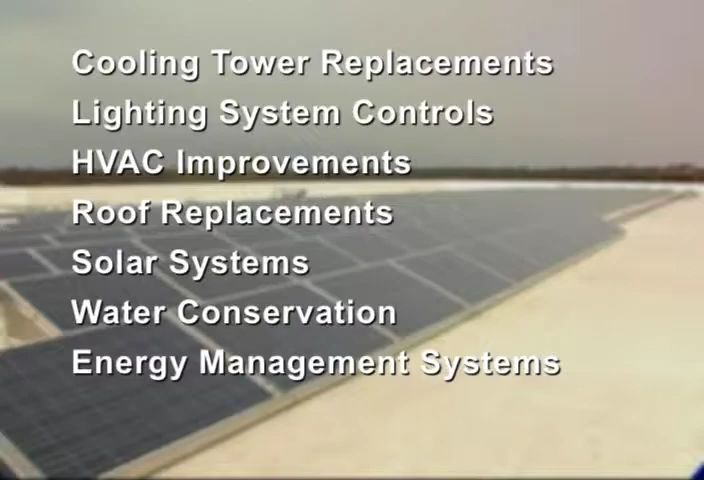 Cooling Tower Replacements
Lighting System Controls
HVAC Improvements
Roof Replacements
Solar Systems
Water Conservation
Energy Management Systems